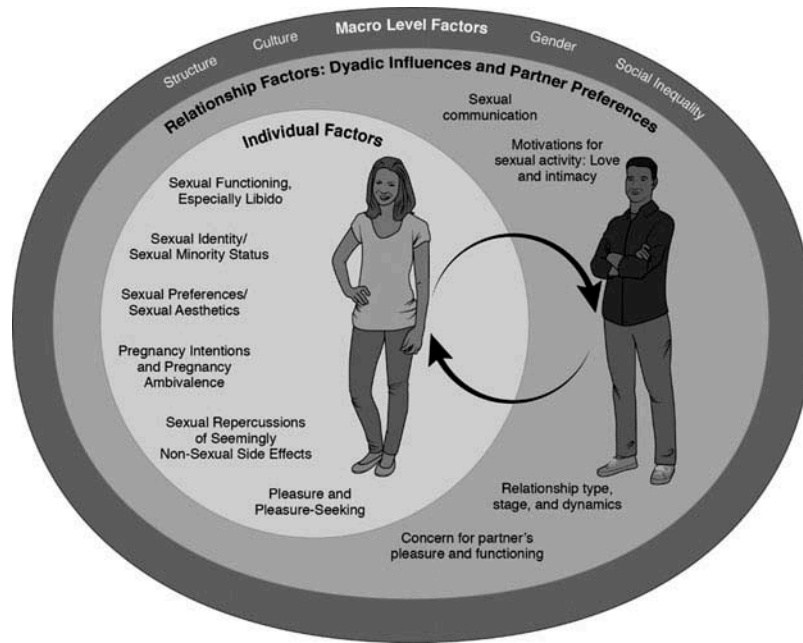 Structure
Culture
Macro Level Factors
Gender
Social Inequality
Relationship Factors: Dyadic Influences and Partner Preferences
Sexual
communication
Individual Factors
Motivations for
sexual activity: Love
and intimacy
Sexual Functioning,
Especially Libido
Sexual Identity/
Sexual Minority Status
Sexual Preferences/
Sexual Aesthetics
Pregnancy Intentions
and Pregnancy
Ambivalence
Sexual Repercussions
of Seemingly
Non-Sexual Side Effects
Pleasure and
Pleasure-Seeking
Relationship type,
stage, and dynamics
Concern for partner's
pleasure and functioning